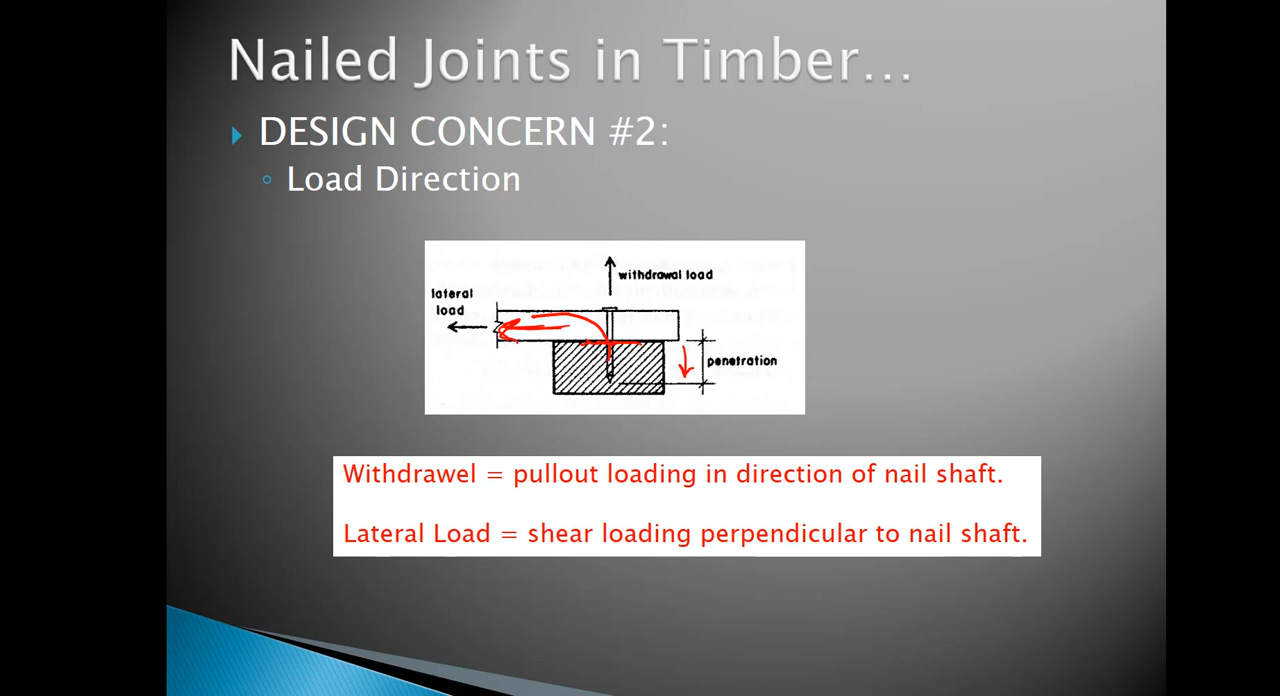 Nailed Joints in Timber...
DESIGN CONCERN #2:
Load Direction
withdrawal load
lateral
load
penetration
Withdrawel = pullout loading in direction of nail shaft.
Lateral Load = shear loading perpendicular to nail shaft.